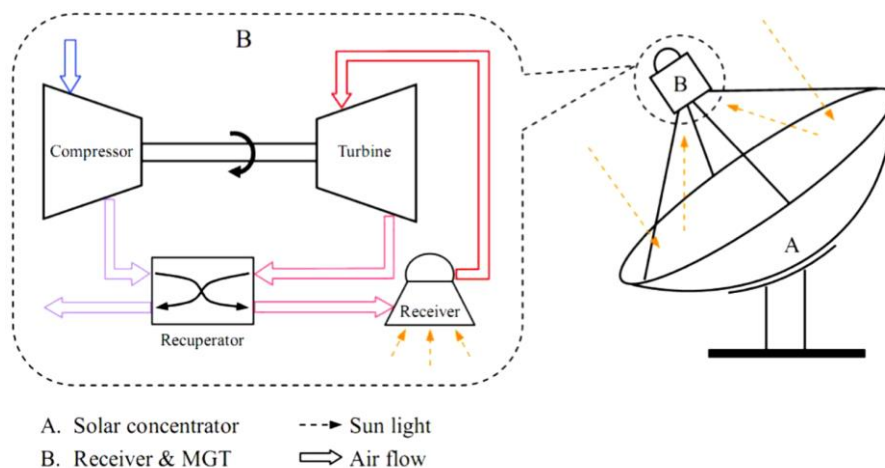 B
Compressor
Turbine
B
A
Receiver
Recuperator
A. Solar concentrator
Sun light
B. Receiver & MGT
Air flow